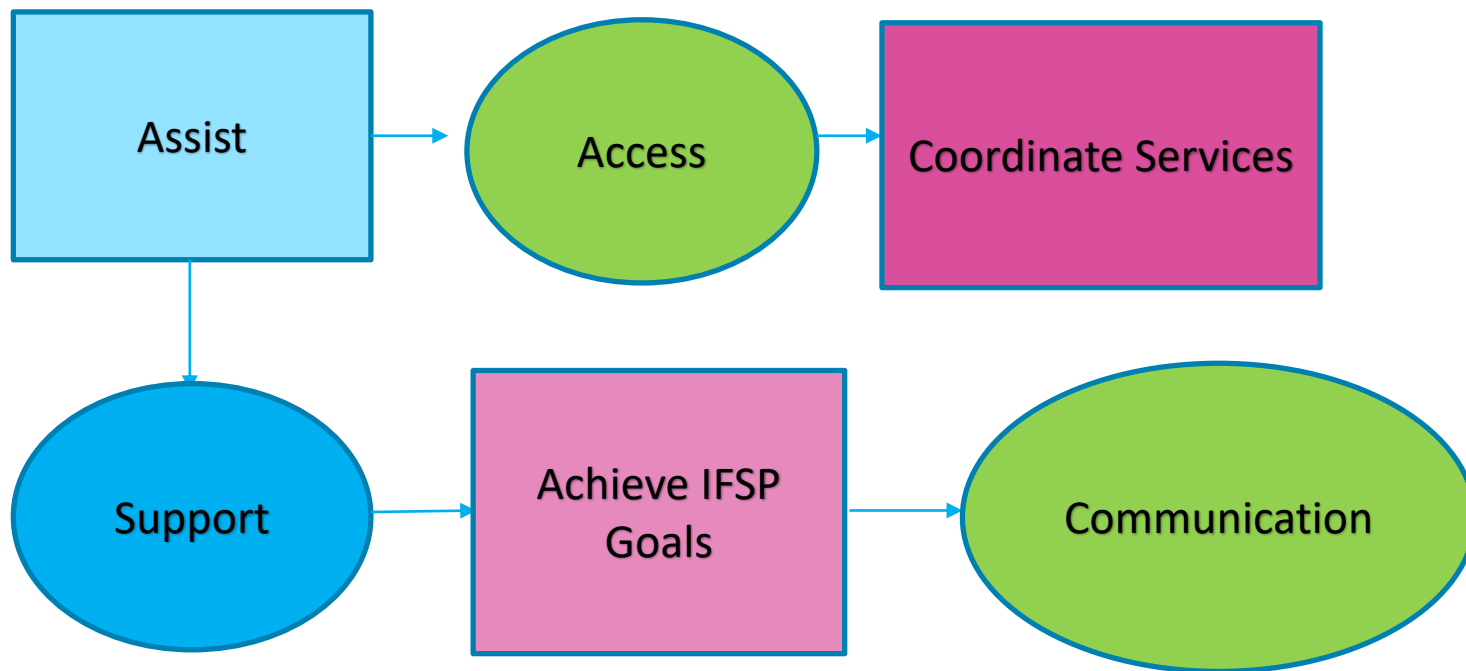 Assist
Access
Coordinate Services
Support
Achieve IFSP
Goals
Communication